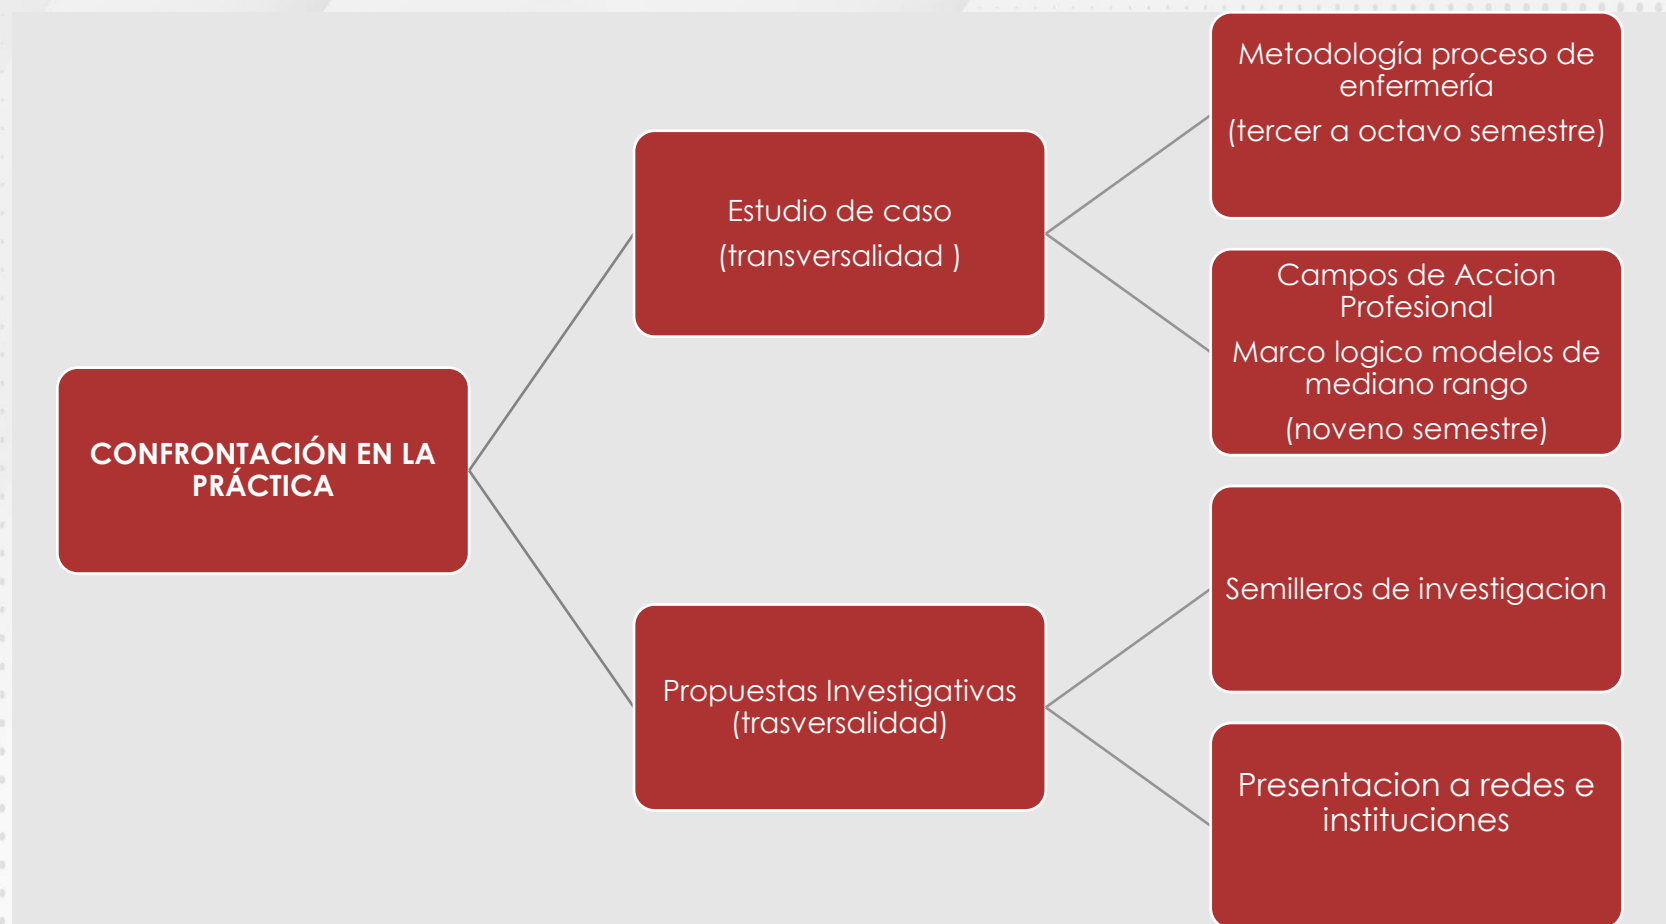 CONFRONTACIÓN EN LA
PRÁCTICA
Estudio de caso
(transversalidad )
Metodología proceso de
enfermería
(tercer a octavo semestre)
Campos de Accion
Profesional
Marco logico modelos de
mediano rango
(noveno semestre)
Propuestas Investigativas
(trasversalidad)
Semilleros de investigacion
Presentacion a redes e
instituciones